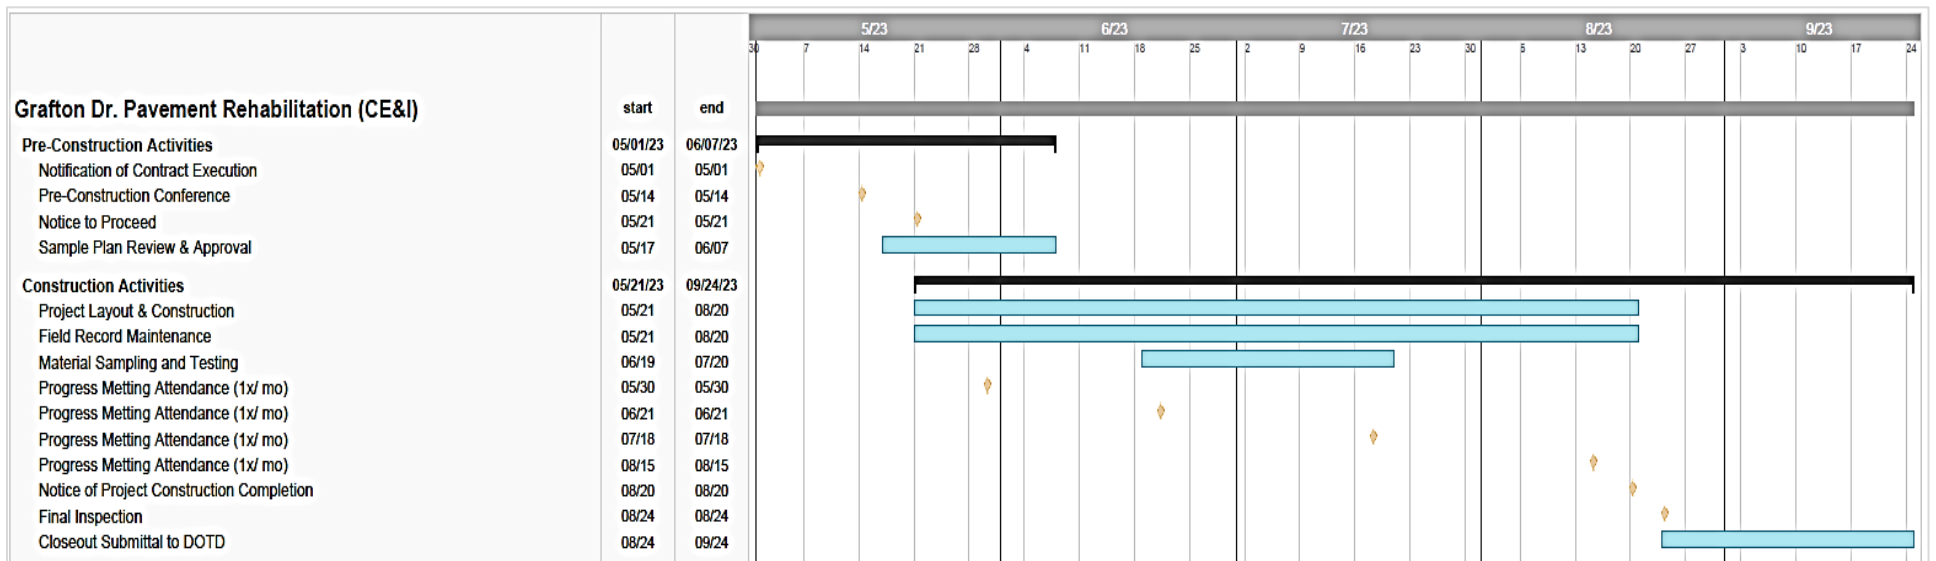 5/23 6/23 7/23 8/23 9/23
30 7 14 21 28 4 11 18 25 2 9 16 23 30 6 13 20 27 3 10 17 24
Grafton Dr. Pavement Rehabilitation (CE&I) start end
Pre-Construction Activities 05/01/23 06/07/23
Notification of Contract Execution 05/01 05/01
Pre-Construction Conference 05/14 05/14
Notice to Proceed 05/21 05/21
Sample Plan Review & Approval 05/17 06/07
Construction Activities 05/21/23 09/24/23
Project Layout & Construction 05/21 08/20
Field Record Maintenance 05/21 08/20
Material Sampling and Testing 06/19 07/20
Progress Metting Attendance (1x/ mo) 05/30 05/30
Progress Metting Attendance (1x/ mo) 06/21 06/21
Progress Metting Attendance (1x/ mo) 07/18 07/18
Progress Metting Attendance (1x/ mo) 08/15 08/15
Notice of Project Construction Completion 08/20 08/20
Final Inspection 08/24 08/24
Closeout Submittal to DOTD 08/24 09/24